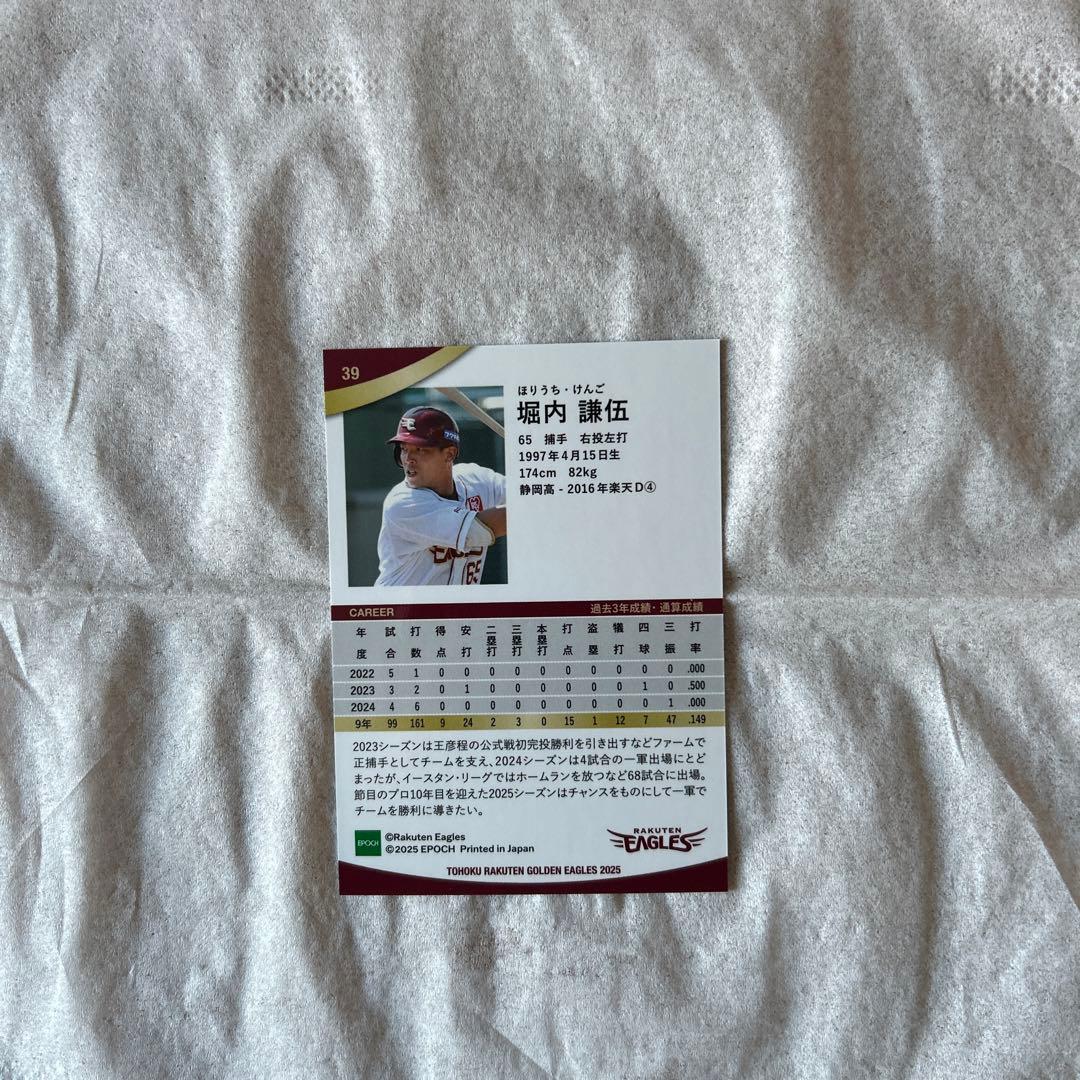 39
ほりうち・けんご
堀内 謙伍
65 捕手 右投左打
1997年4月15日生
174cm 82kg
静岡高 - 2016年楽天D④
EAGLES
65
CAREER 過去3年成績・通算成績
年度 試合 打数 得点 安打 二塁打 三塁打 本塁打 打点 盗塁 犠打 四球 三振 打率
2022 5 1 0 0 0 0 0 0 0 0 0 0 .000
2023 3 2 0 1 0 0 0 0 0 0 1 0 .500
2024 4 6 0 0 0 0 0 0 0 0 0 1 .000
9年 99 161 9 24 2 3 0 15 1 12 7 47 .149
2023シーズンは王彦程の公式戦初完投勝利を引き出すなどファームで
正捕手としてチームを支え、2024シーズンは4試合の一軍出場にとど
まったが、イースタン・リーグではホームランを放つなど68試合に出場。
節目のプロ10年目を迎えた2025シーズンはチャンスをものにして一軍で
チームを勝利に導きたい。
EPOCH
©Rakuten Eagles
©2025 EPOCH Printed in Japan
RAKUTEN
EAGLES
TOHOKU RAKUTEN GOLDEN EAGLES 2025